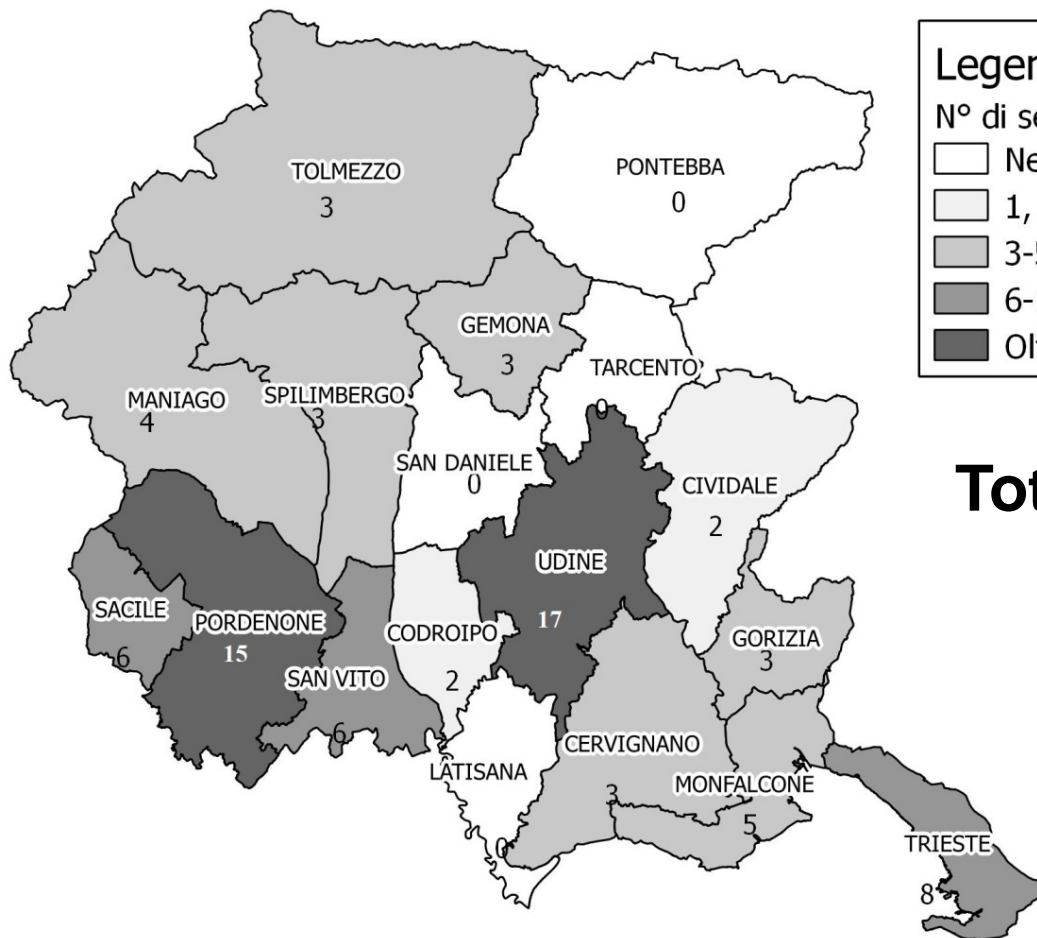 TOLMEZZO
3
PONTEBBA
0
GEMONA
3
TARCENTO
0
MANIAGO
4
SPILIMBERGO
3
SAN DANIELE
0
CIVIDALE
2
UDINE
17
SACILE
6
PORDENONE
15
SAN VITO
6
CODROIPO
2
GORIZIA
3
LATISANA
0
CERVIGNANO
3
MONFALCONE
5
TRIESTE
8
Legen
N° di se
Ne
1,
3-5
6-
Olt
Tot